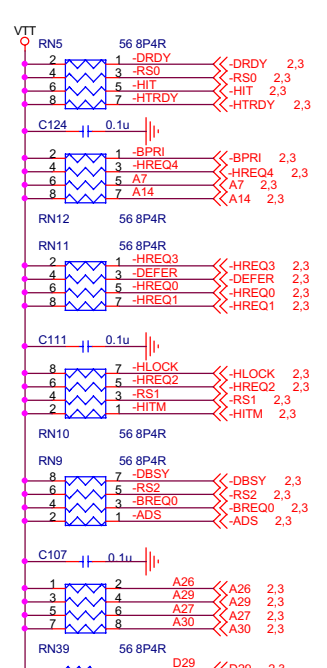 VTT
RN5 56 8P4R
2 1 -DRDY -DRDY 2,3
4 3 -RS0 -RS0 2,3
6 5 -HIT -HIT 2,3
8 7 -HTRDY -HTRDY 2,3
C124 0.1u
2 1 -BPRI -BPRI 2,3
4 3 -HREQ4 -HREQ4 2,3
6 5 A7 A7 2,3
8 7 A14 A14 2,3
RN12 56 8P4R
RN11 56 8P4R
2 1 -HREQ3 -HREQ3 2,3
4 3 -DEFER -DEFER 2,3
6 5 -HREQ0 -HREQ0 2,3
8 7 -HREQ1 -HREQ1 2,3
C111 0.1u
8 7 -HLOCK -HLOCK 2,3
6 5 -HREQ2 -HREQ2 2,3
4 3 -RS1 -RS1 2,3
2 1 -HITM -HITM 2,3
RN10 56 8P4R
RN9 56 8P4R
8 7 -DBSY -DBSY 2,3
6 5 -RS2 -RS2 2,3
4 3 -BREQ0 -BREQ0 2,3
2 1 -ADS -ADS 2,3
C107 0.1u
1 2 A26 A26 2,3
3 4 A29 A29 2,3
5 6 A27 A27 2,3
7 8 A30 A30 2,3
RN39 56 8P4R
D29 D29 2,3